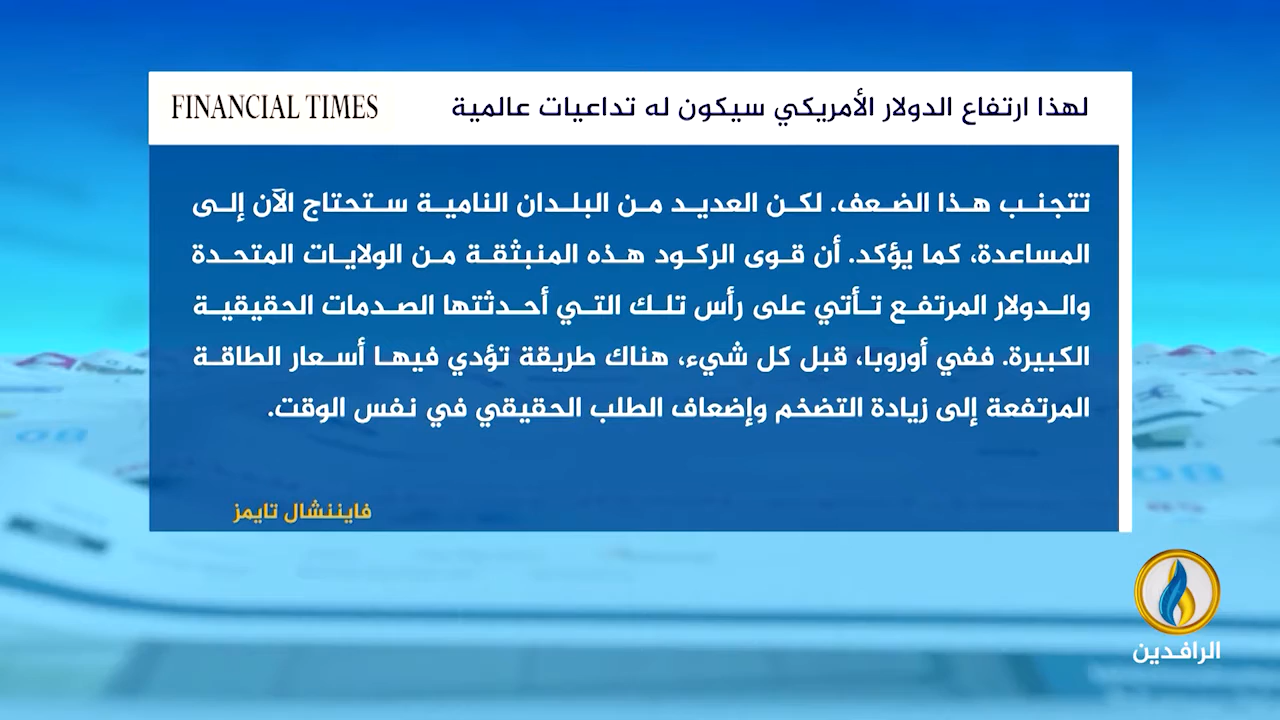 لهذا ارتفاع الدولار الأمريكي سيكون له تداعيات عالمية
FINANCIAL TIMES
تتجنب هذا الضعف. لكن العديد من البلدان النامية ستحتاج الآن إلى
المساعدة، كما يؤكد. أن قوى الركود هذه المنبثقة من الولايات المتحدة
والدولار المرتفع تأتي على رأس تلك التي أحدثتها الصدمات الحقيقية
الكبيرة. ففي أوروبا، قبل كل شيء، هناك طريقة تؤدي فيها أسعار الطاقة
المرتفعة إلى زيادة التضخم وإضعاف الطلب الحقيقي في نفس الوقت.
فايننشال تايمز
الرافدين